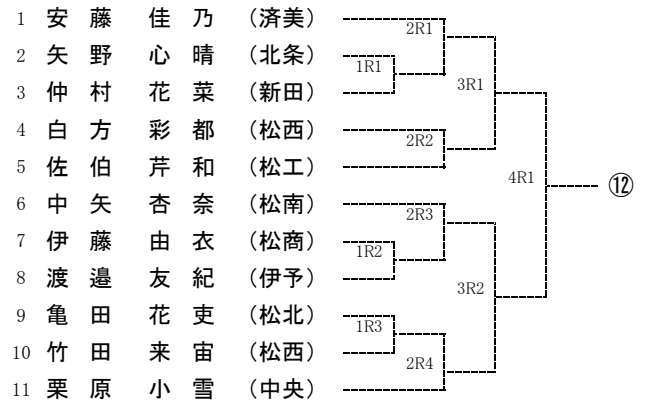 1 安 藤 佳 乃 (済美)
2R1
2 矢 野 心 晴 (北条)
1R1
3 仲 村 花 菜 (新田)
3R1
4 白 方 彩 都 (松西)
2R2
5 佐 伯 芹 和 (松工)
4R1
⑫
6 中 矢 杏 奈 (松南)
2R3
7 伊 藤 由 衣 (松商)
1R2
8 渡 邉 友 紀 (伊予)
3R2
9 亀 田 花 吏 (松北)
1R3
10 竹 田 来 宙 (松西)
2R4
11 栗 原 小 雪 (中央)